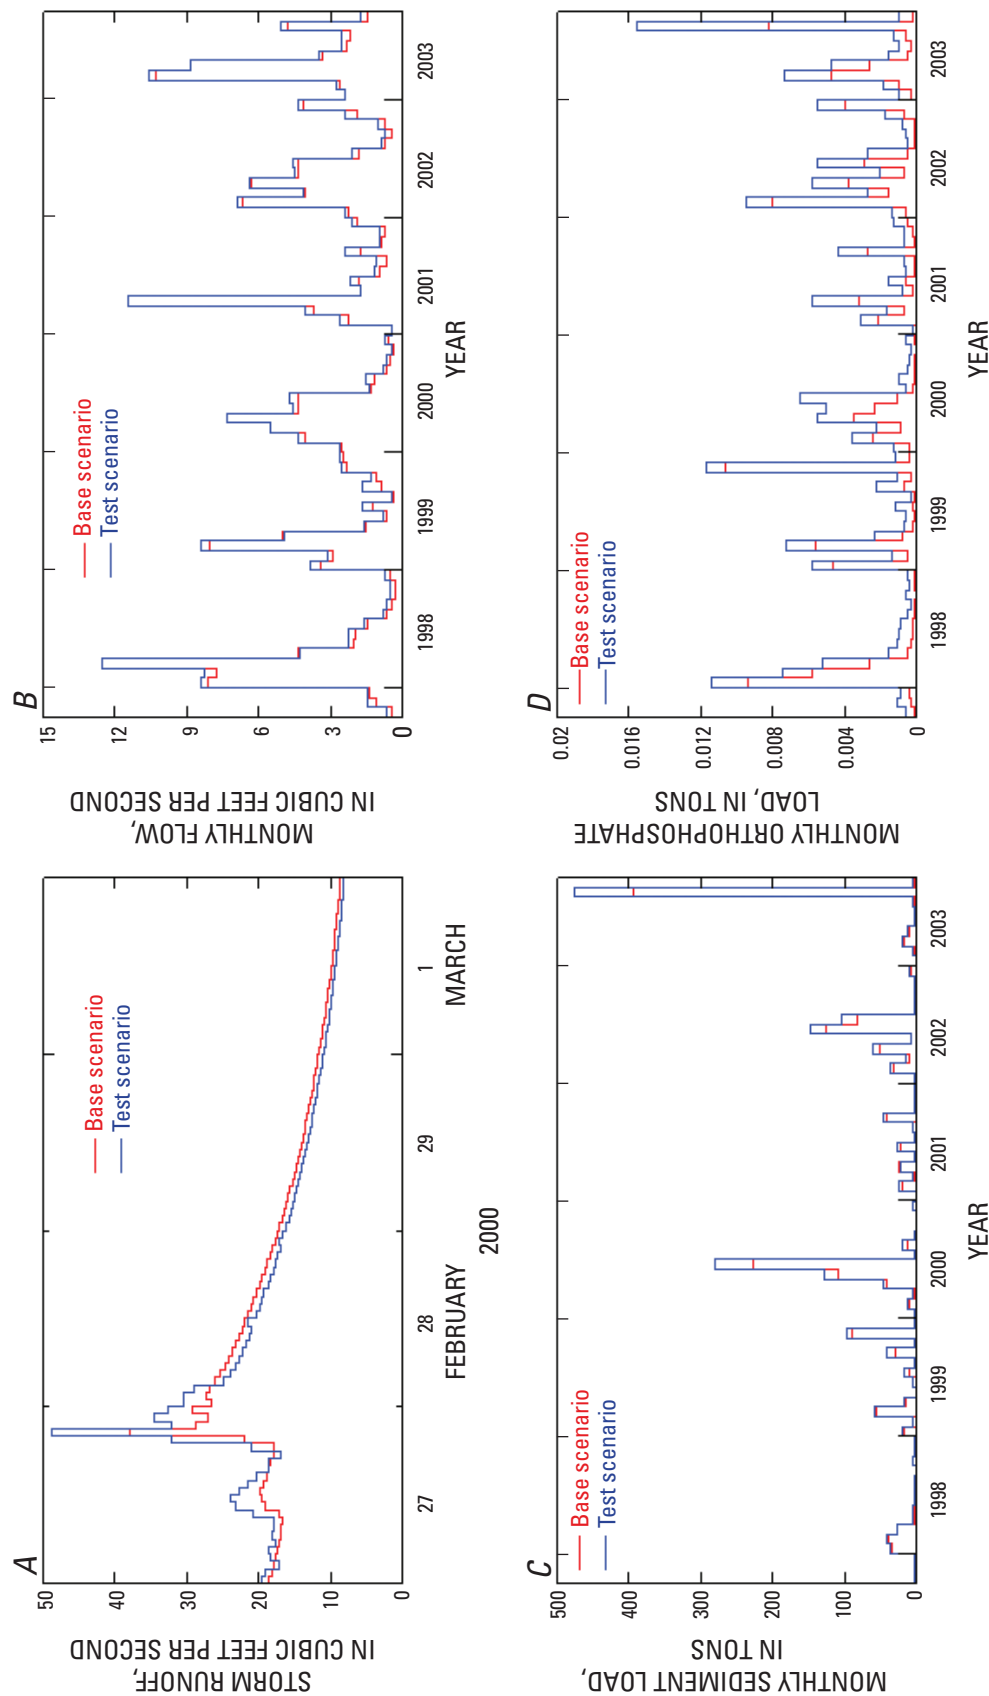 A
STORM RUNOFF,
IN CUBIC FEET PER SECOND
50
40
30
20
10
0
Base scenario
Test scenario
27
28
29
1
FEBRUARY
MARCH
2000
B
MONTHLY FLOW,
IN CUBIC FEET PER SECOND
15
12
9
6
3
0
Base scenario
Test scenario
1998
1999
2000
2001
2002
2003
YEAR
C
MONTHLY SEDIMENT LOAD,
IN TONS
500
400
300
200
100
0
Base scenario
Test scenario
1998
1999
2000
2001
2002
2003
YEAR
D
MONTHLY ORTHOPHOSPHATE
LOAD, IN TONS
0.02
0.016
0.012
0.008
0.004
0
Base scenario
Test scenario
1998
1999
2000
2001
2002
2003
YEAR